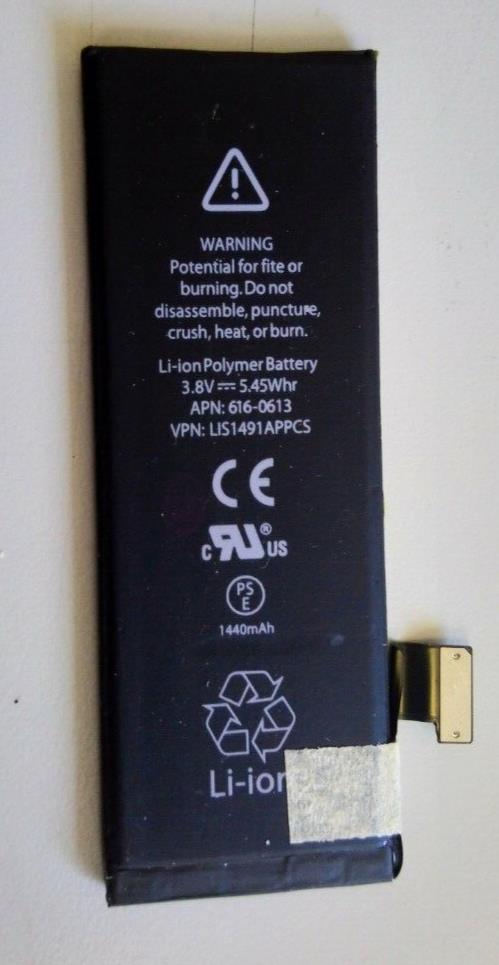 WARNING
Potential for fite or
burning. Do not
disassemble, puncture,
crush, heat, or burn.
Li-ion Polymer Battery
3.8V⎓5.45Whr
APN: 616-0613
VPN: LIS1491APPCS
CE
c RU® US
PS
E
1440mAh
Li-ion